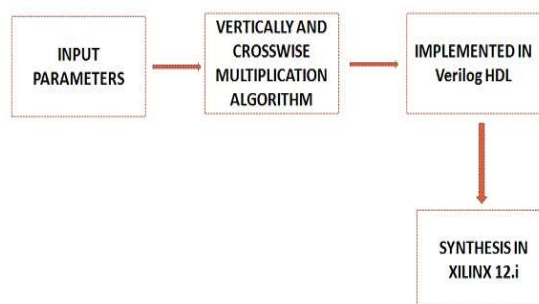 INPUT
PARAMETERS
VERTICALLY AND
CROSSWISE
MULTIPLICATION
ALGORITHM
IMPLEMENTED IN
Verilog HDL
SYNTHESIS IN
XILINX 12.i